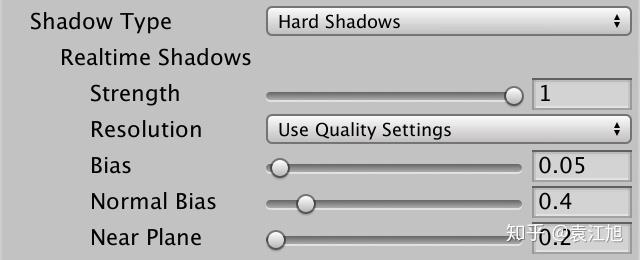 Shadow Type Hard Shadows
Realtime Shadows
Strength 1
Resolution Use Quality Settings
Bias 0.05
Normal Bias 0.4
Near Plane 0.2
知乎 @袁江旭